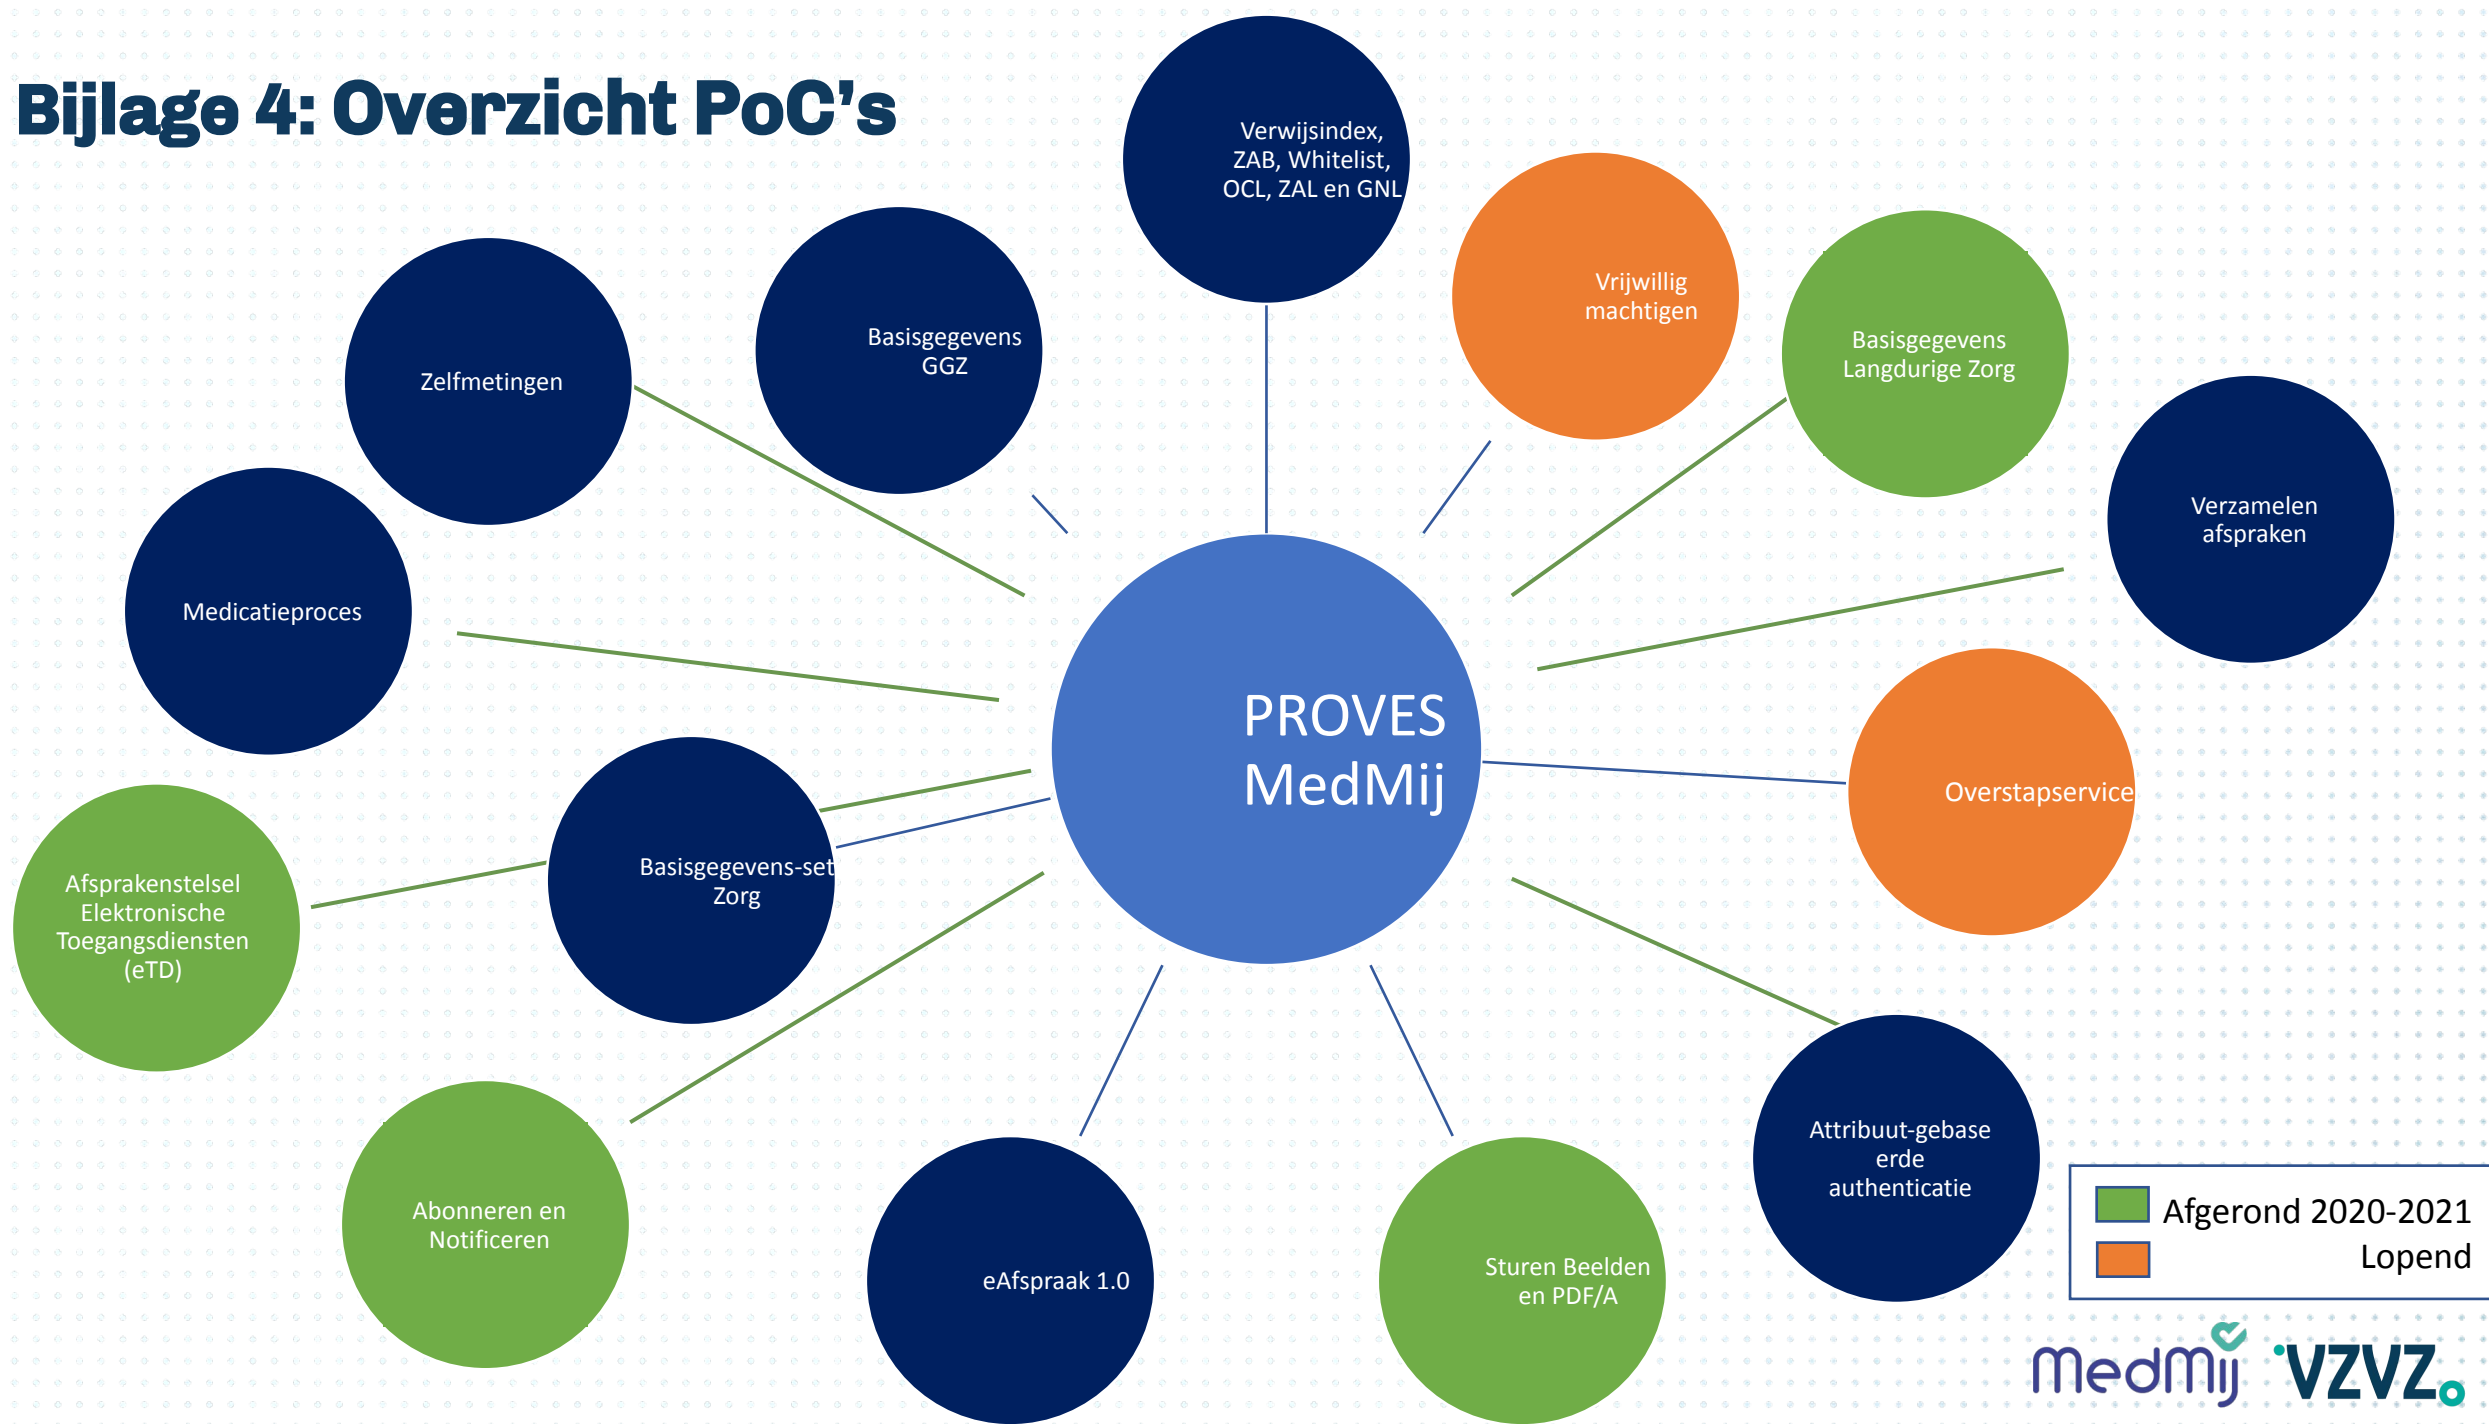 Bijlage 4: Overzicht PoC's
Verwijsindex,
ZAB, Whitelist,
OCL, ZAL en GNL
Vrijwillig
machtigen
Basisgegevens
Langdurige Zorg
Basisgegevens
GGZ
Zelfmetingen
Verzamelen
afspraken
Medicatieproces
PROVES
MedMij
Overstapservice
Basisgegevens-set
Zorg
Afsprakenstelsel
Elektronische
Toegangsdiensten
(eTD)
Attribuut-gebase
erde
authenticatie
Abonneren en
Notificeren
eAfspraak 1.0
Sturen Beelden
en PDF/A
Afgerond 2020-2021
Lopend
MedMij
VZVZ